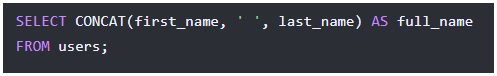 SELECT CONCAT(first_name, ' ', last_name) AS full_name
FROM users;